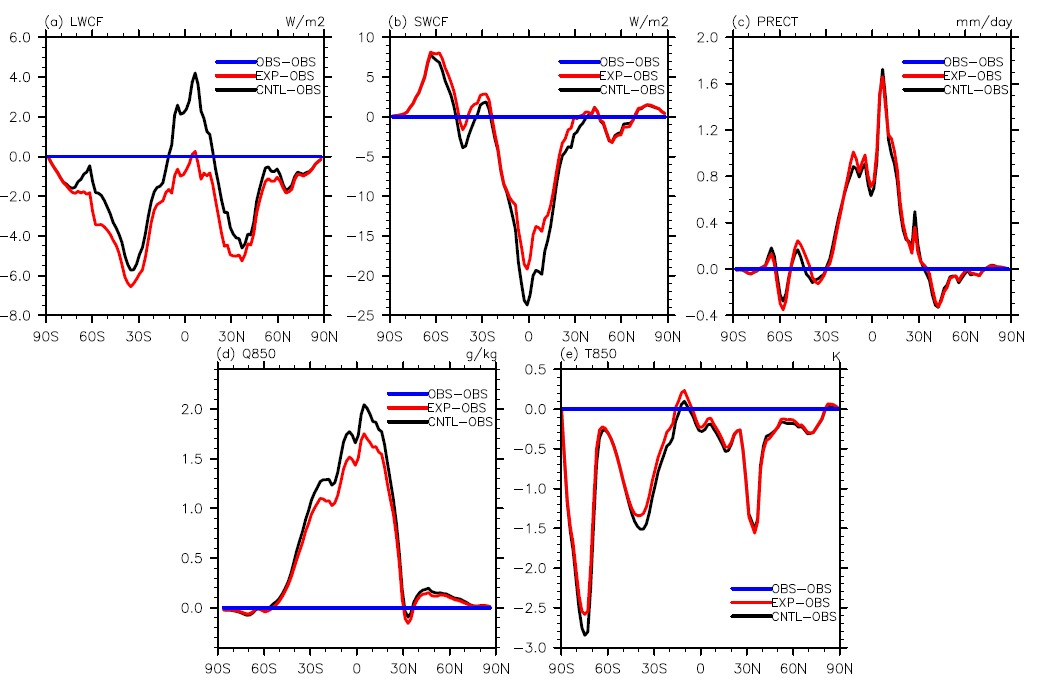 (a) LWCF W/m2
6.0
4.0
2.0
0.0
-2.0
-4.0
-6.0
-8.0
OBS-OBS
EXP-OBS
CNTL-OBS
90S 60S 30S 0 30N 60N 90N
(b) SWCF W/m2
10
5
0
-5
-10
-15
-20
-25
OBS-OBS
EXP-OBS
CNTL-OBS
90S 60S 30S 0 30N 60N 90N
(c) PRECT mm/day
2.0
1.6
1.2
0.8
0.4
0.0
-0.4
OBS-OBS
EXP-OBS
CNTL-OBS
90S 60S 30S 0 30N 60N 90N
(d) Q850 g/kg
2.0
1.5
1.0
0.5
0.0
OBS-OBS
EXP-OBS
CNTL-OBS
90S 60S 30S 0 30N 60N 90N
(e) T850 K
0.5
0.0
-0.5
-1.0
-1.5
-2.0
-2.5
-3.0
OBS-OBS
EXP-OBS
CNTL-OBS
90S 60S 30S 0 30N 60N 90N